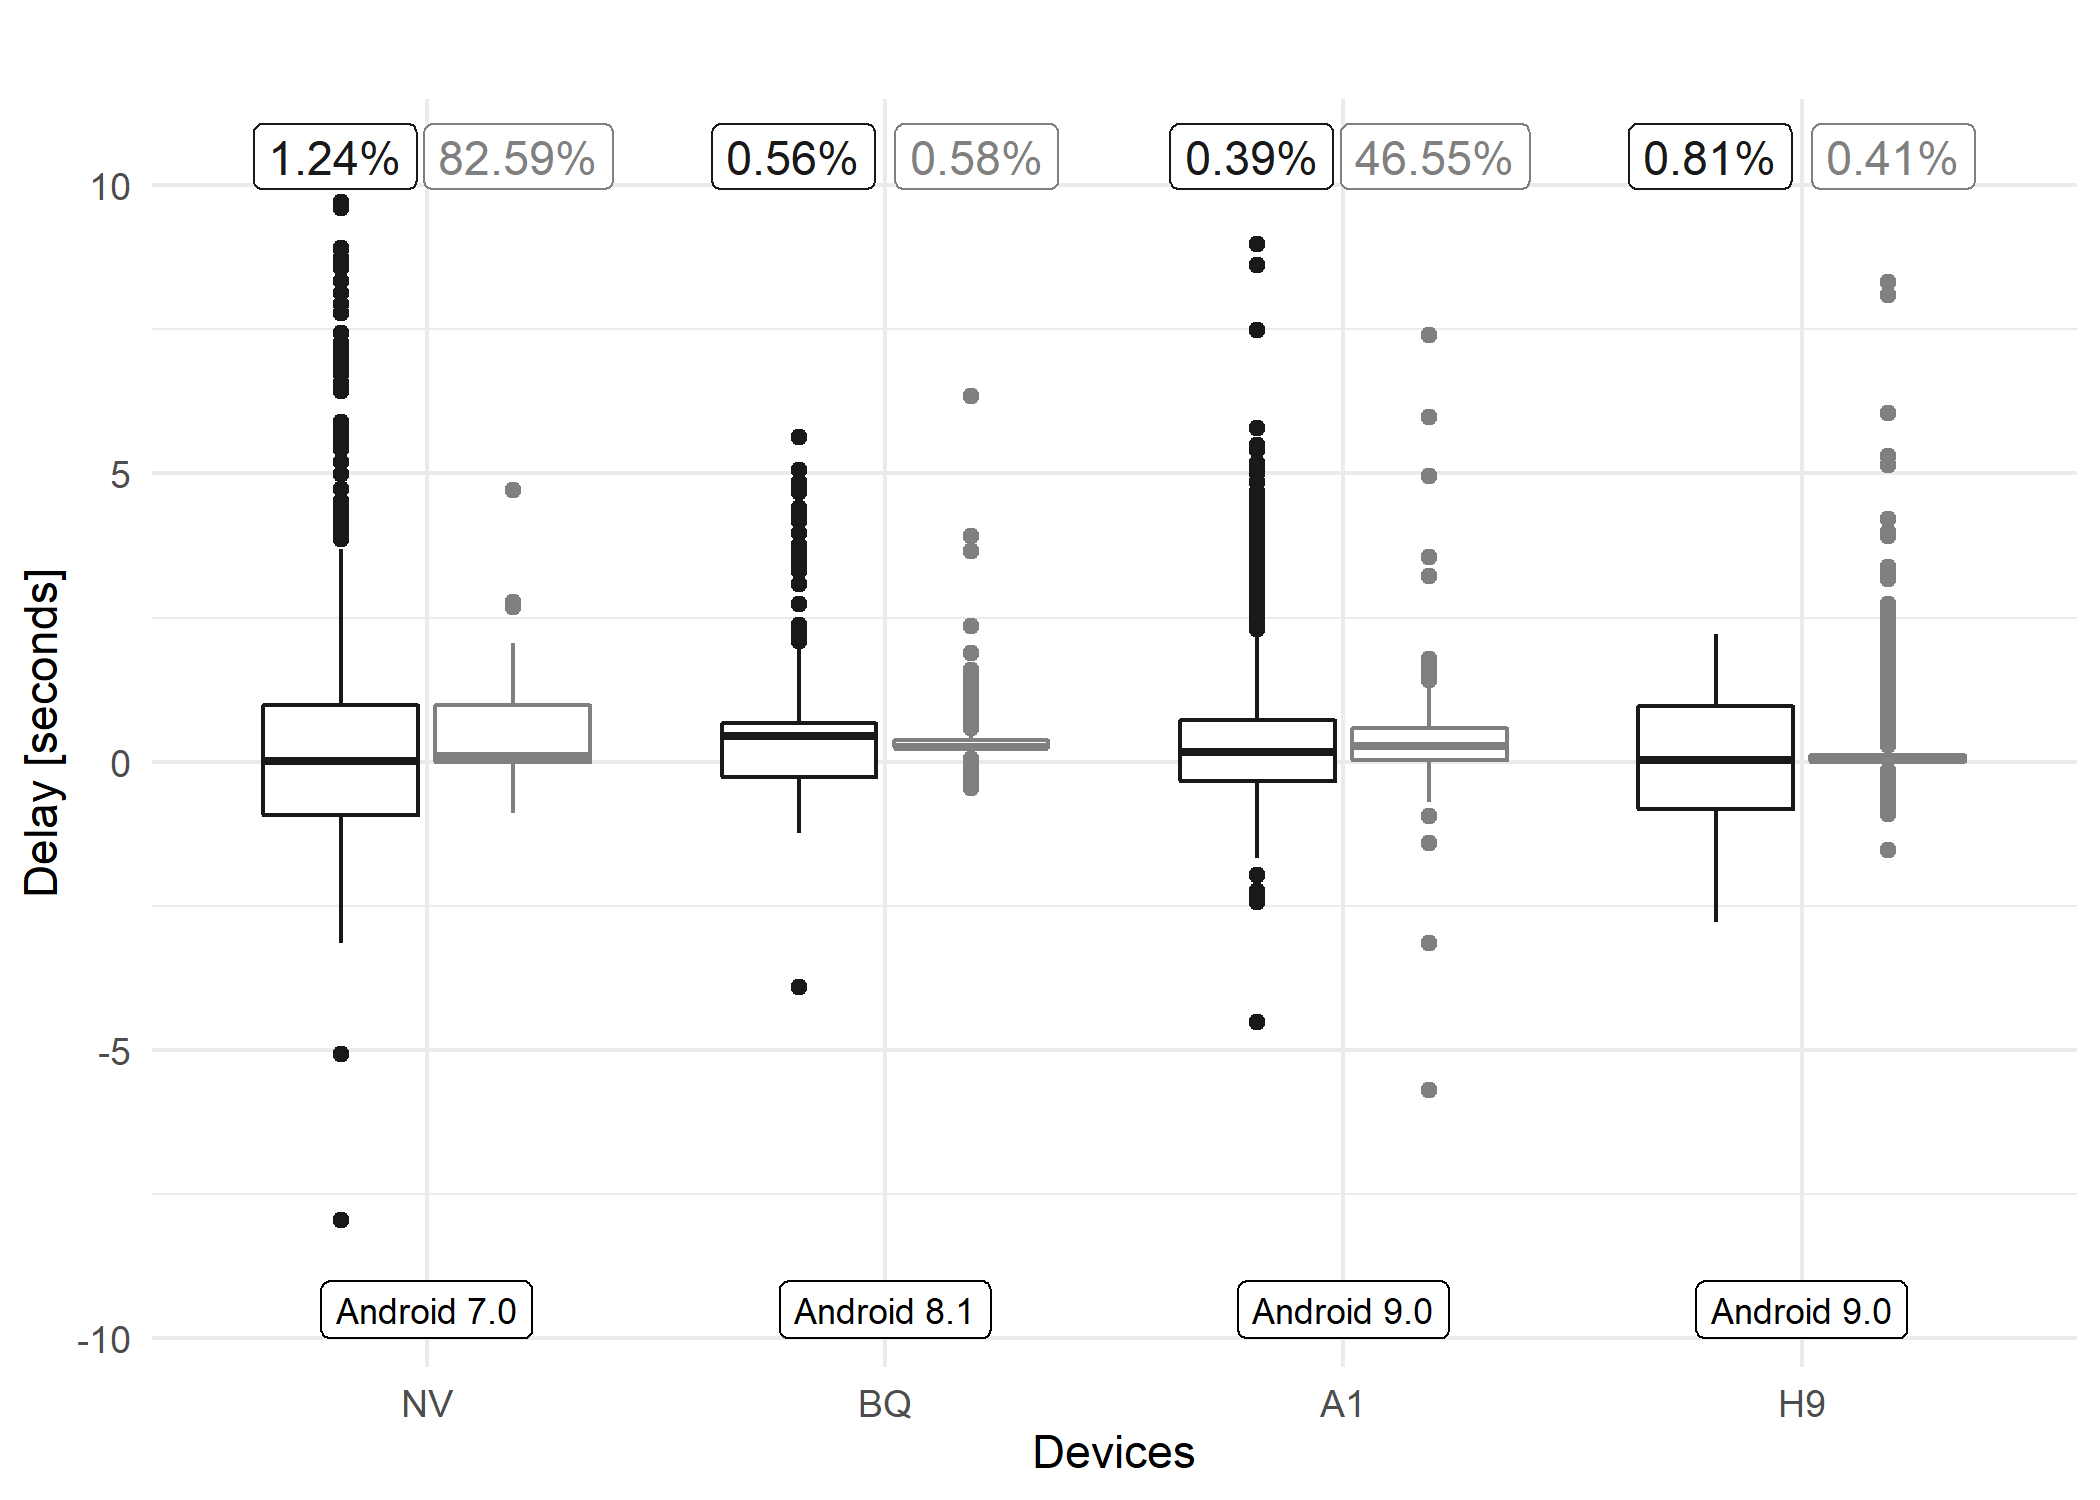 1.24% 82.59% 0.56% 0.58% 0.39% 46.55% 0.81% 0.41%
10
5
0
-5
-10
Delay [seconds]
Android 7.0 Android 8.1 Android 9.0 Android 9.0
NV BQ A1 H9
Devices